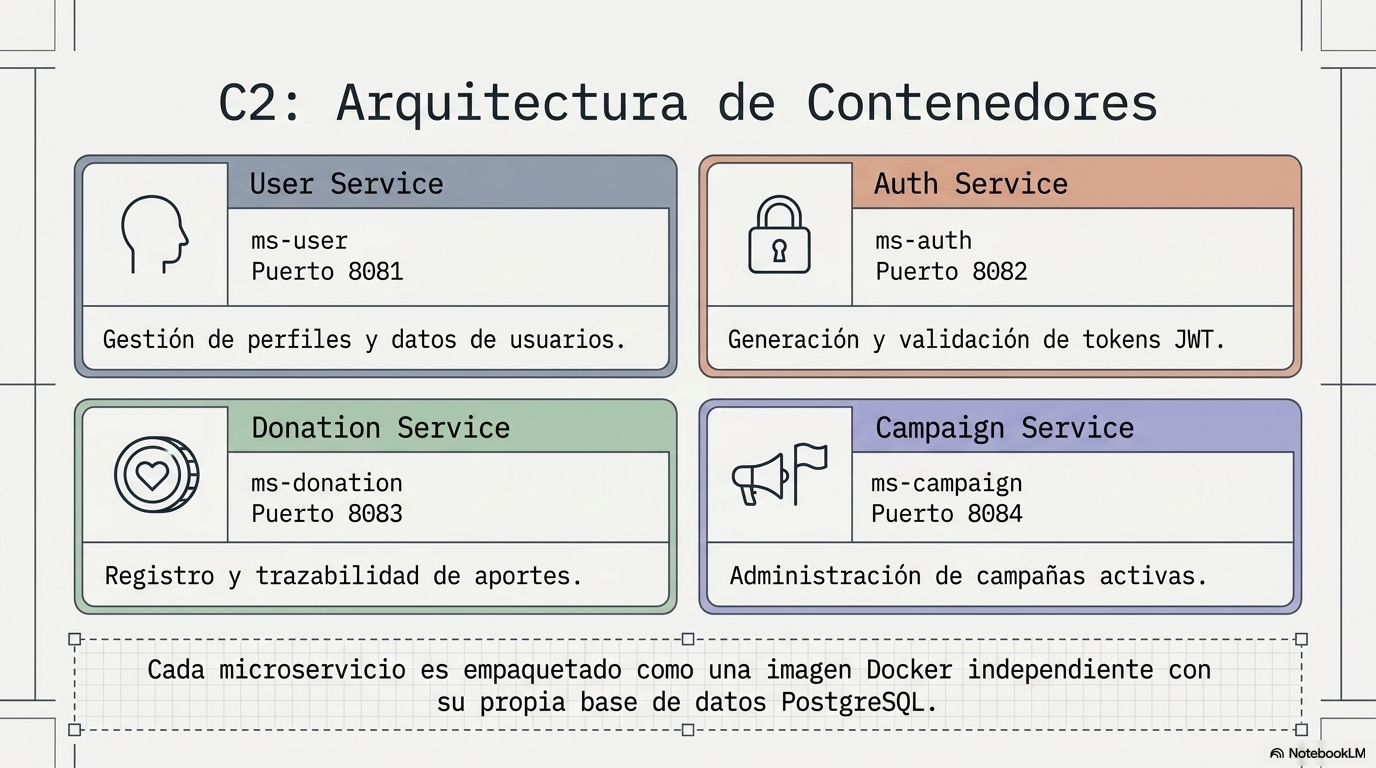 C2: Arquitectura de Contenedores
User Service
ms-user
Puerto 8081
Gestión de perfiles y datos de usuarios.
Auth Service
ms-auth
Puerto 8082
Generación y validación de tokens JWT.
Donation Service
ms-donation
Puerto 8083
Registro y trazabilidad de aportes.
Campaign Service
ms-campaign
Puerto 8084
Administración de campañas activas.
Cada microservicio es empaquetado como una imagen Docker independiente con
su propia base de datos PostgreSQL.
NotebookLM